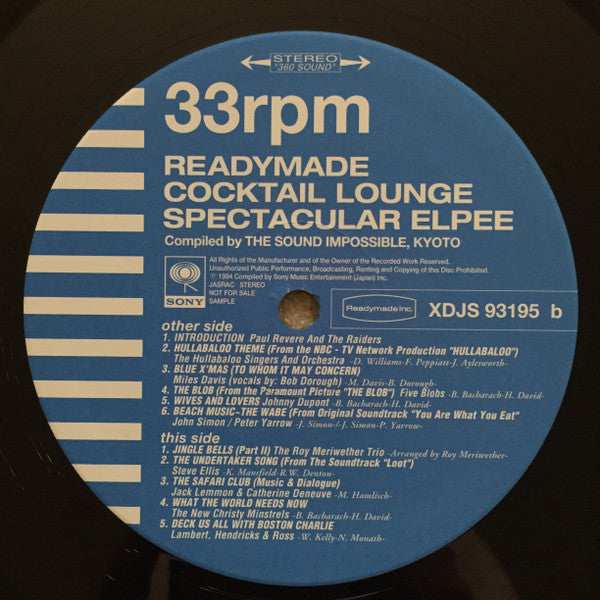 STEREO
"360 SOUND"
33rpm
READYMADE
COCKTAIL LOUNGE
SPECTACULAR ELPEE
Compiled by THE SOUND IMPOSSIBLE, KYOTO
All Rights of the Manufacturer and of the Owner of the Recorded Work Reserved.
Unauthorized Public Performance, Broadcasting, Renting and Copying of this Disc Prohibited.
℗ 1994 Compiled by Sony Music Entertainment (Japan) Inc.
JASRAC STEREO
NOT FOR SALE
SAMPLE
SONY
Readymade Inc.
XDJS 93195 b
other side
1. INTRODUCTION Paul Revere And The Raiders
2. HULLABALOO THEME (From the NBC - TV Network Production "HULLABALOO")
The Hullabaloo Singers And Orchestra -D. Williams-F. Peppiatt-J. Aylesworth-
3. BLUE X'MAS (TO WHOM IT MAY CONCERN)
Miles Davis (vocals by: Bob Dorough) -M. Davis-B. Dorough-
4. THE BLOB (From the Paramount Picture "THE BLOB") Five Blobs -B. Bacharach-H. David-
5. WIVES AND LOVERS Johnny Dupont -B. Bacharach-H. David-
6. BEACH MUSIC–THE WABE (From Original Soundtrack "You Are What You Eat"
John Simon / Peter Yarrow -J. Simon-/-J. Simon-P. Yarrow-
this side
1. JINGLE BELLS (Part II) The Roy Meriwether Trio -Arranged by Roy Meriwether-
2. THE UNDERTAKER SONG (From The Soundtrack "Loot")
Steve Ellis -K. Mansfield-R.W. Denton-
3. THE SAFARI CLUB (Music & Dialogue)
Jack Lemmon & Catherine Deneuve -M. Hamlisch-
4. WHAT THE WORLD NEEDS NOW
The New Christy Minstrels -B. Bacharach-H. David-
5. DECK US ALL WITH BOSTON CHARLIE
Lambert, Hendricks & Ross -W. Kelly-N. Monath-